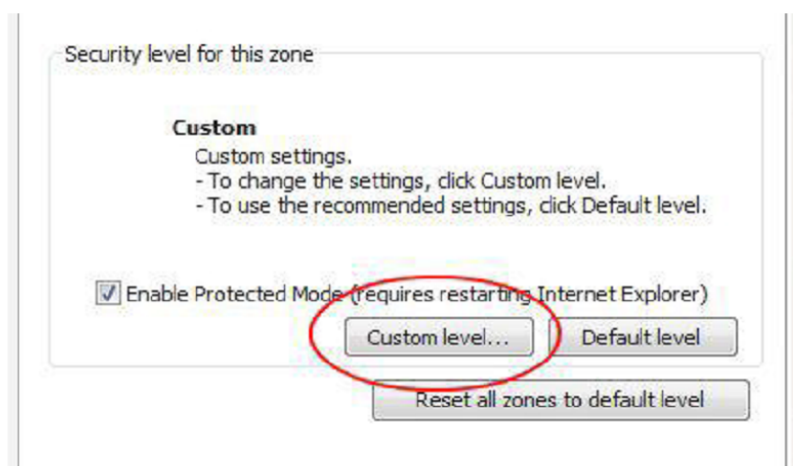 Security level for this zone
Custom
Custom settings.
- To change the settings, click Custom level.
- To use the recommended settings, click Default level.
Enable Protected Mode (requires restarting Internet Explorer)
Custom level...
Default level
Reset all zones to default level